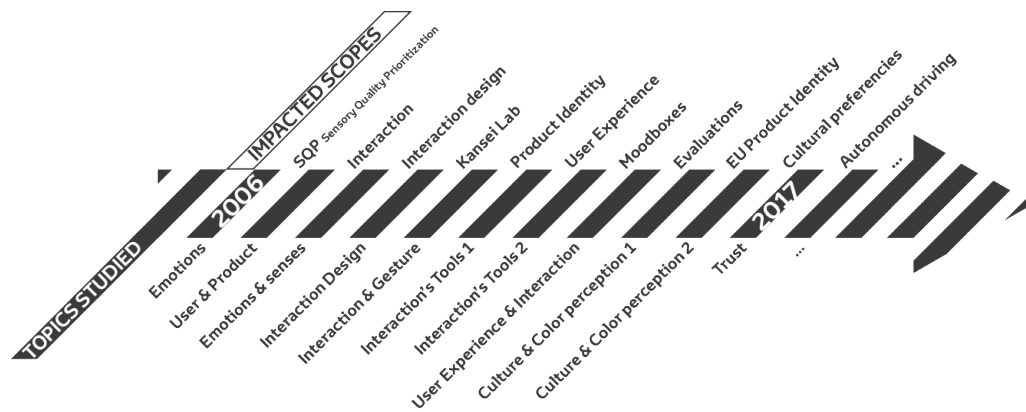 IMPACTED SCOPES
SQP Sensory Quality Prioritization
Interaction
Interaction design
Kansei Lab
Product Identity
User Experience
Moodboxes
Evaluations
EU Product Identity
Cultural preferencies
Autonomous driving
...
2006
2017
TOPICS STUDIED
Emotions
User & Product
Emotions & senses
Interaction Design
Interaction & Gesture
Interaction's Tools 1
Interaction's Tools 2
User Experience & Interaction
Culture & Color perception 1
Culture & Color perception 2
Trust
...